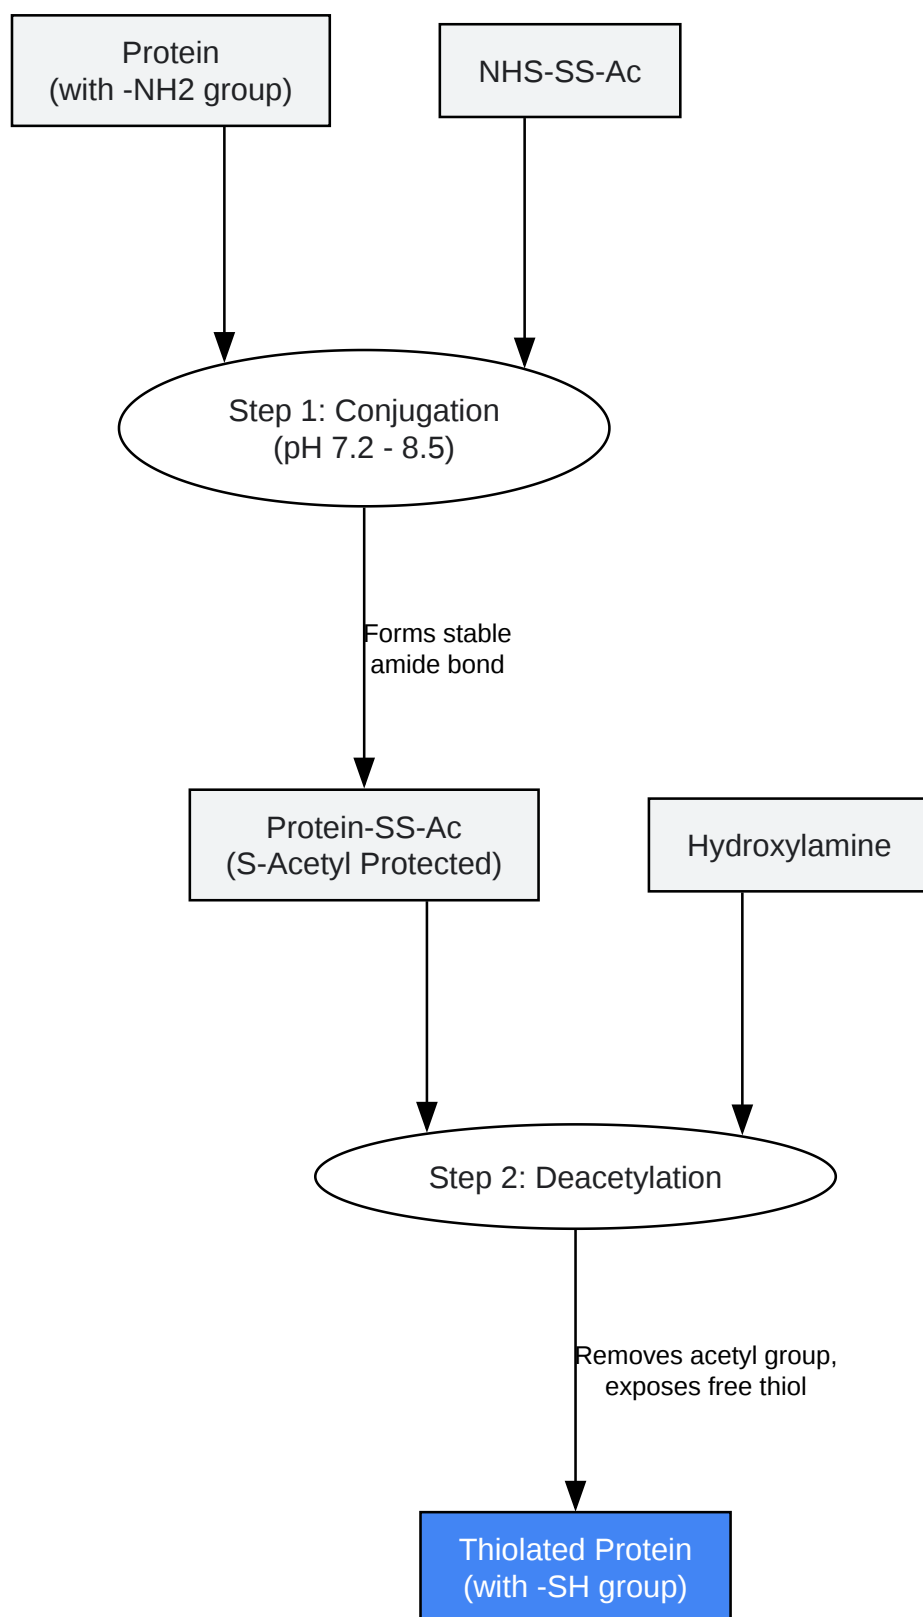 Protein
(with -NH2 group)
NHS-SS-Ac
Step 1: Conjugation
(pH 7.2 - 8.5)
Forms stable
amide bond
Protein-SS-Ac
(S-Acetyl Protected)
Hydroxylamine
Step 2: Deacetylation
Removes acetyl group,
exposes free thiol
Thiolated Protein
(with -SH group)